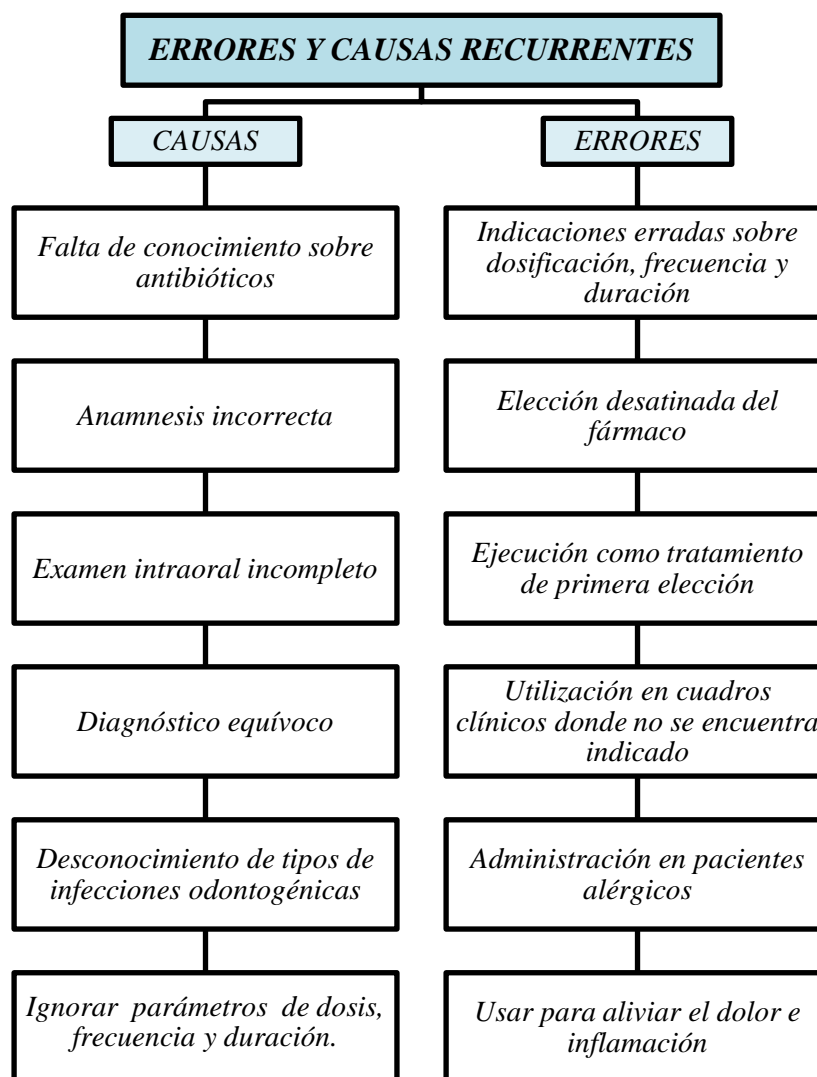 ERRORES Y CAUSAS RECURRENTES
CAUSAS
Falta de conocimiento sobre
antibióticos
Anamnesis incorrecta
Examen intraoral incompleto
Diagnóstico equívoco
Desconocimiento de tipos de
infecciones odontogénicas
Ignorar parámetros de dosis,
frecuencia y duración.
ERRORES
Indicaciones erradas sobre
dosificación, frecuencia y
duración
Elección desatinada del
fármaco
Ejecución como tratamiento
de primera elección
Utilización en cuadros
clínicos donde no se encuentra
indicado
Administración en pacientes
alérgicos
Usar para aliviar el dolor e
inflamación